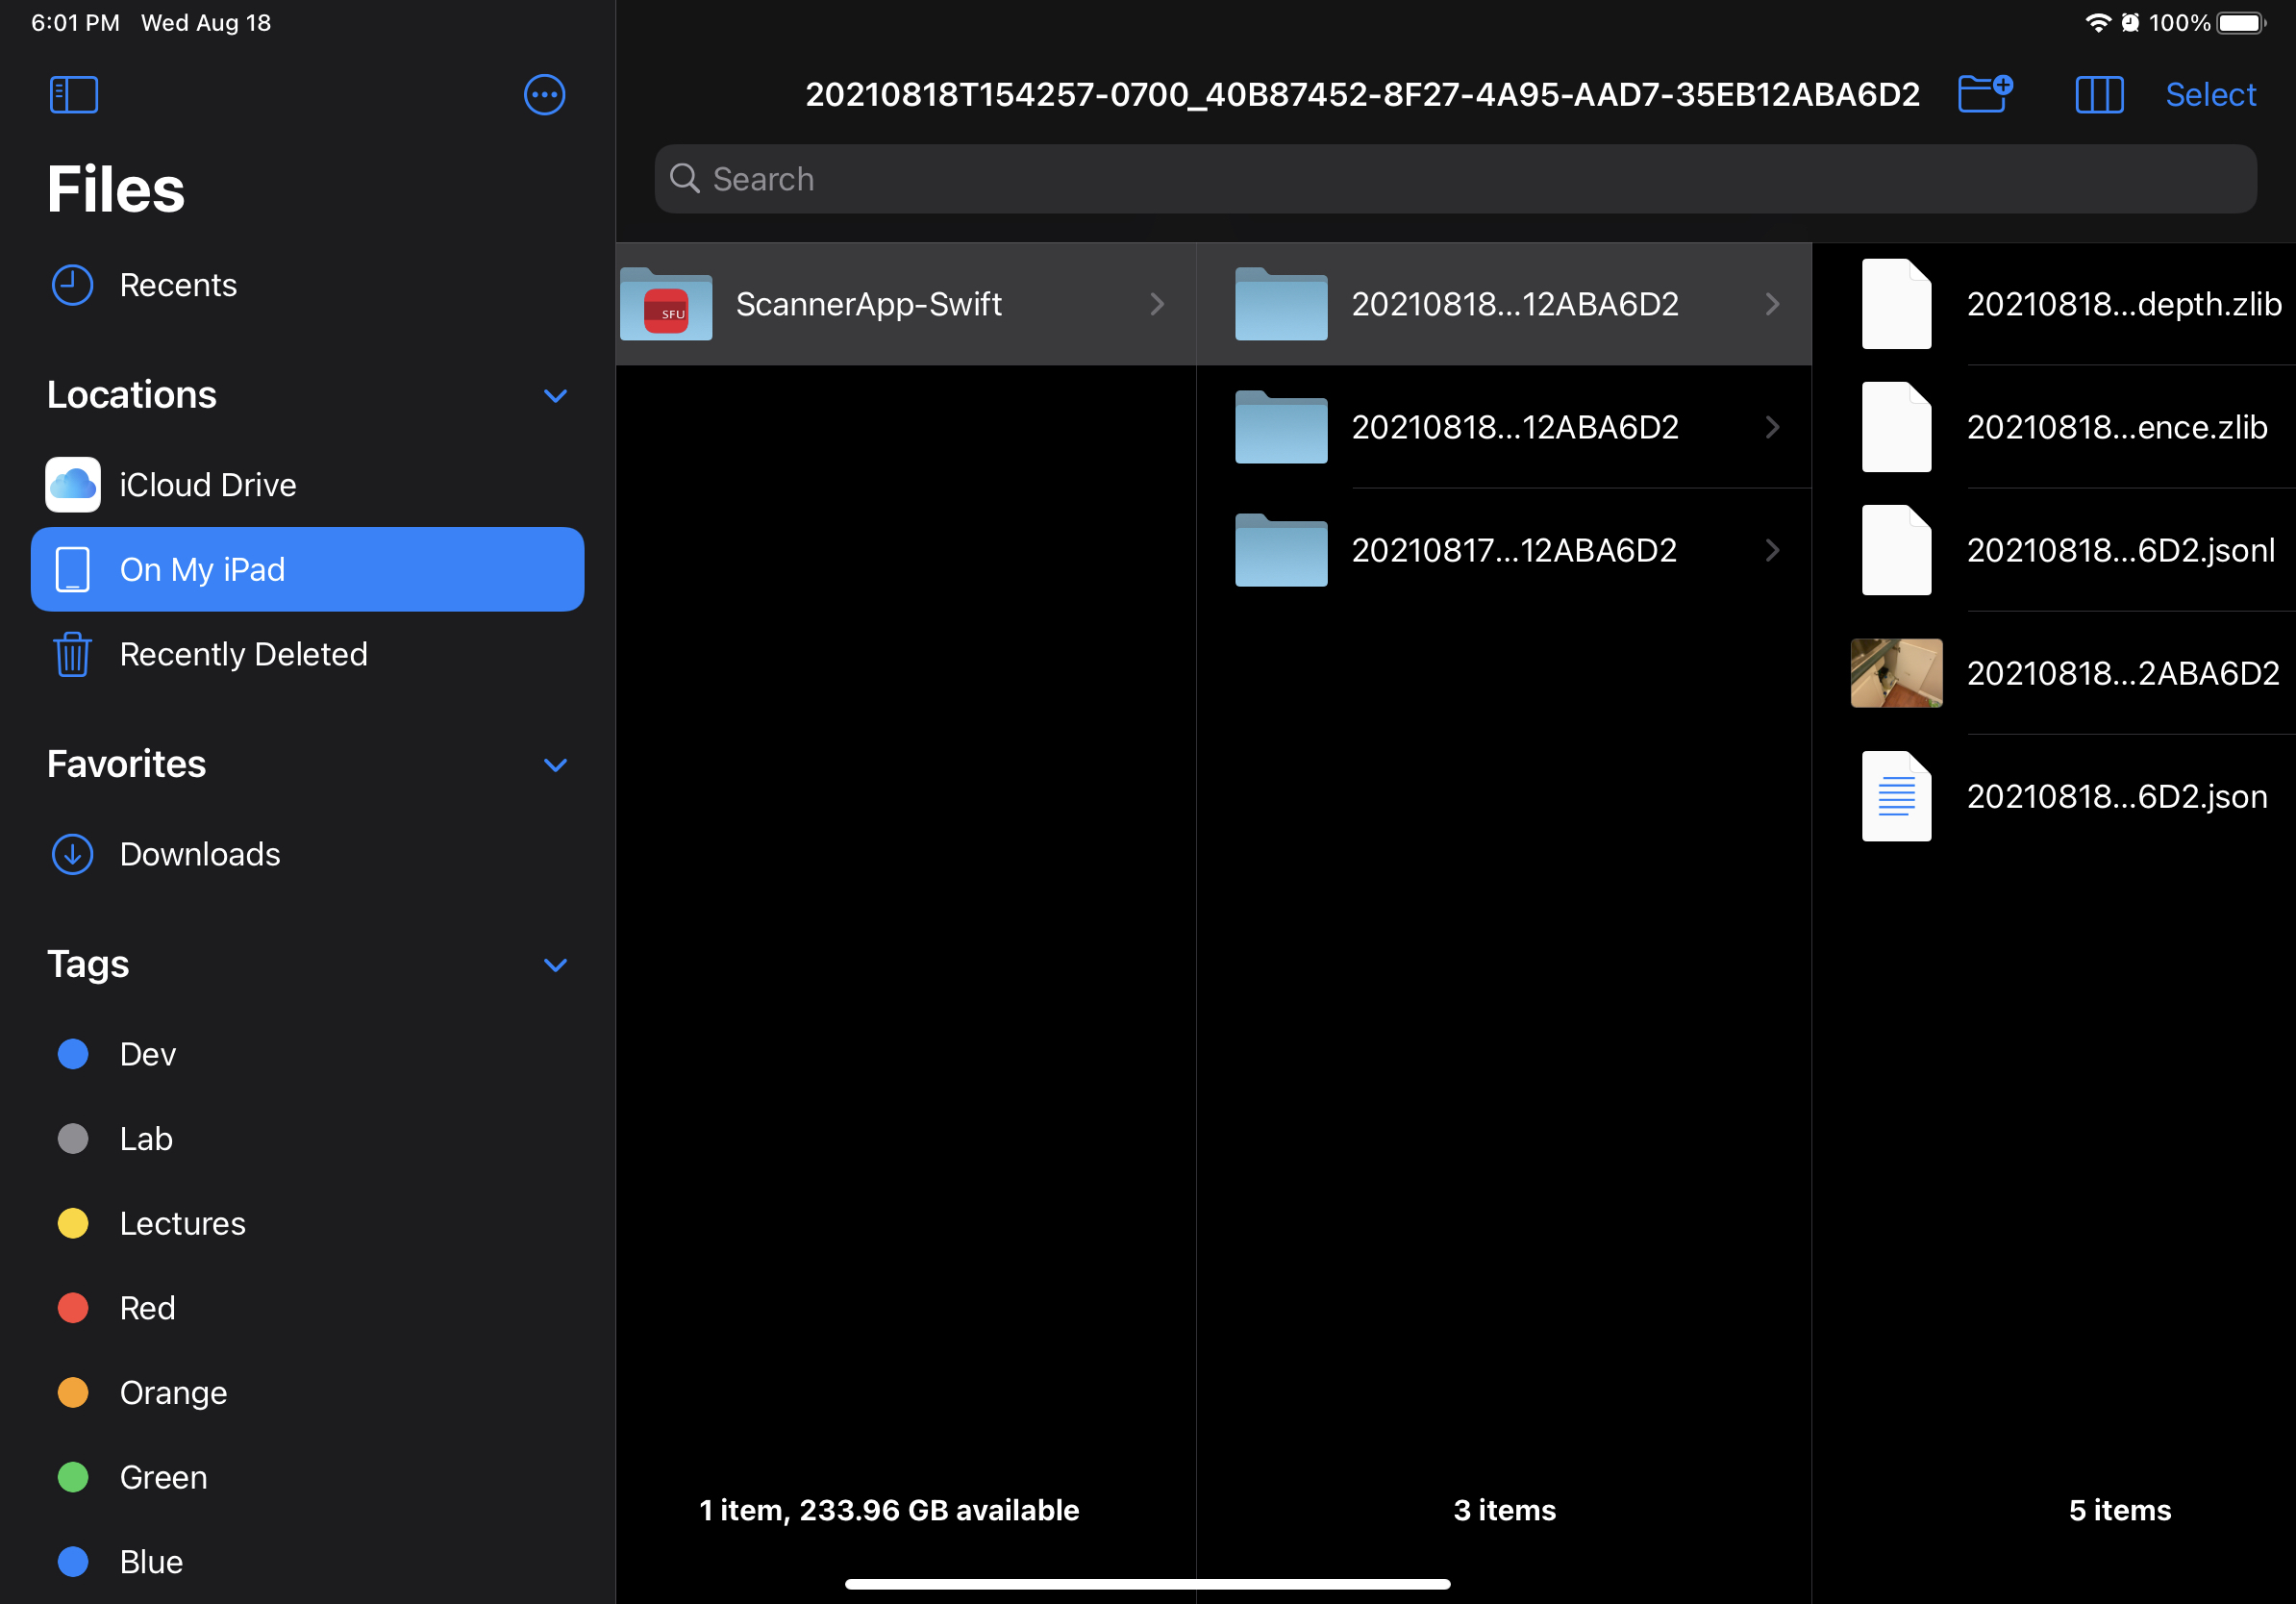 6:01 PM Wed Aug 18
100%
Files
Recents
Locations
iCloud Drive
On My iPad
Recently Deleted
Favorites
Downloads
Tags
Dev
Lab
Lectures
Red
Orange
Green
Blue
20210818T154257-0700_40B87452-8F27-4A95-AAD7-35EB12ABA6D2
Select
Search
SFU
ScannerApp-Swift
1 item, 233.96 GB available
20210818...12ABA6D2
20210818...12ABA6D2
20210817...12ABA6D2
3 items
20210818...depth.zlib
20210818...ence.zlib
20210818...6D2.jsonl
20210818...2ABA6D2
20210818...6D2.json
5 items